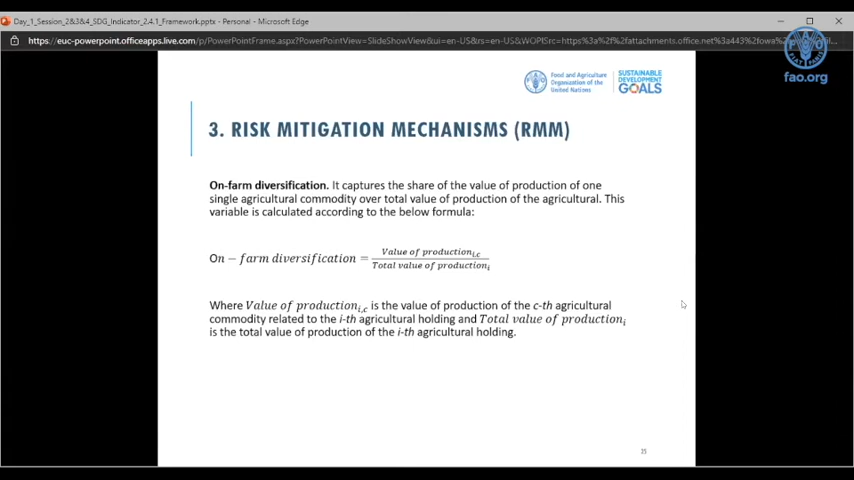 Day_1_Session_2&3&4_SDG_Indicator_2.4.1_Framework.pptx - Personal - Microsoft Edge
https://euc-powerpoint.officeapps.live.com/p/PowerPointFrame.aspx?PowerPointView=SlideShowView&ui=en-US&rs=en-US&WOPISrc=https%3a%2f%2fattachments.office.net%3a443%2fowa%
fao.org
Food and Agriculture
Organization of the
United Nations
SUSTAINABLE
DEVELOPMENT
GOALS
3. RISK MITIGATION MECHANISMS (RMM)
On-farm diversification. It captures the share of the value of production of one
single agricultural commodity over total value of production of the agricultural. This
variable is calculated according to the below formula:
On − farm diversification = Value of production i,c
Total value of production i
Where Value of production i,c is the value of production of the c-th agricultural
commodity related to the i-th agricultural holding and Total value of production i
is the total value of production of the i-th agricultural holding.
35